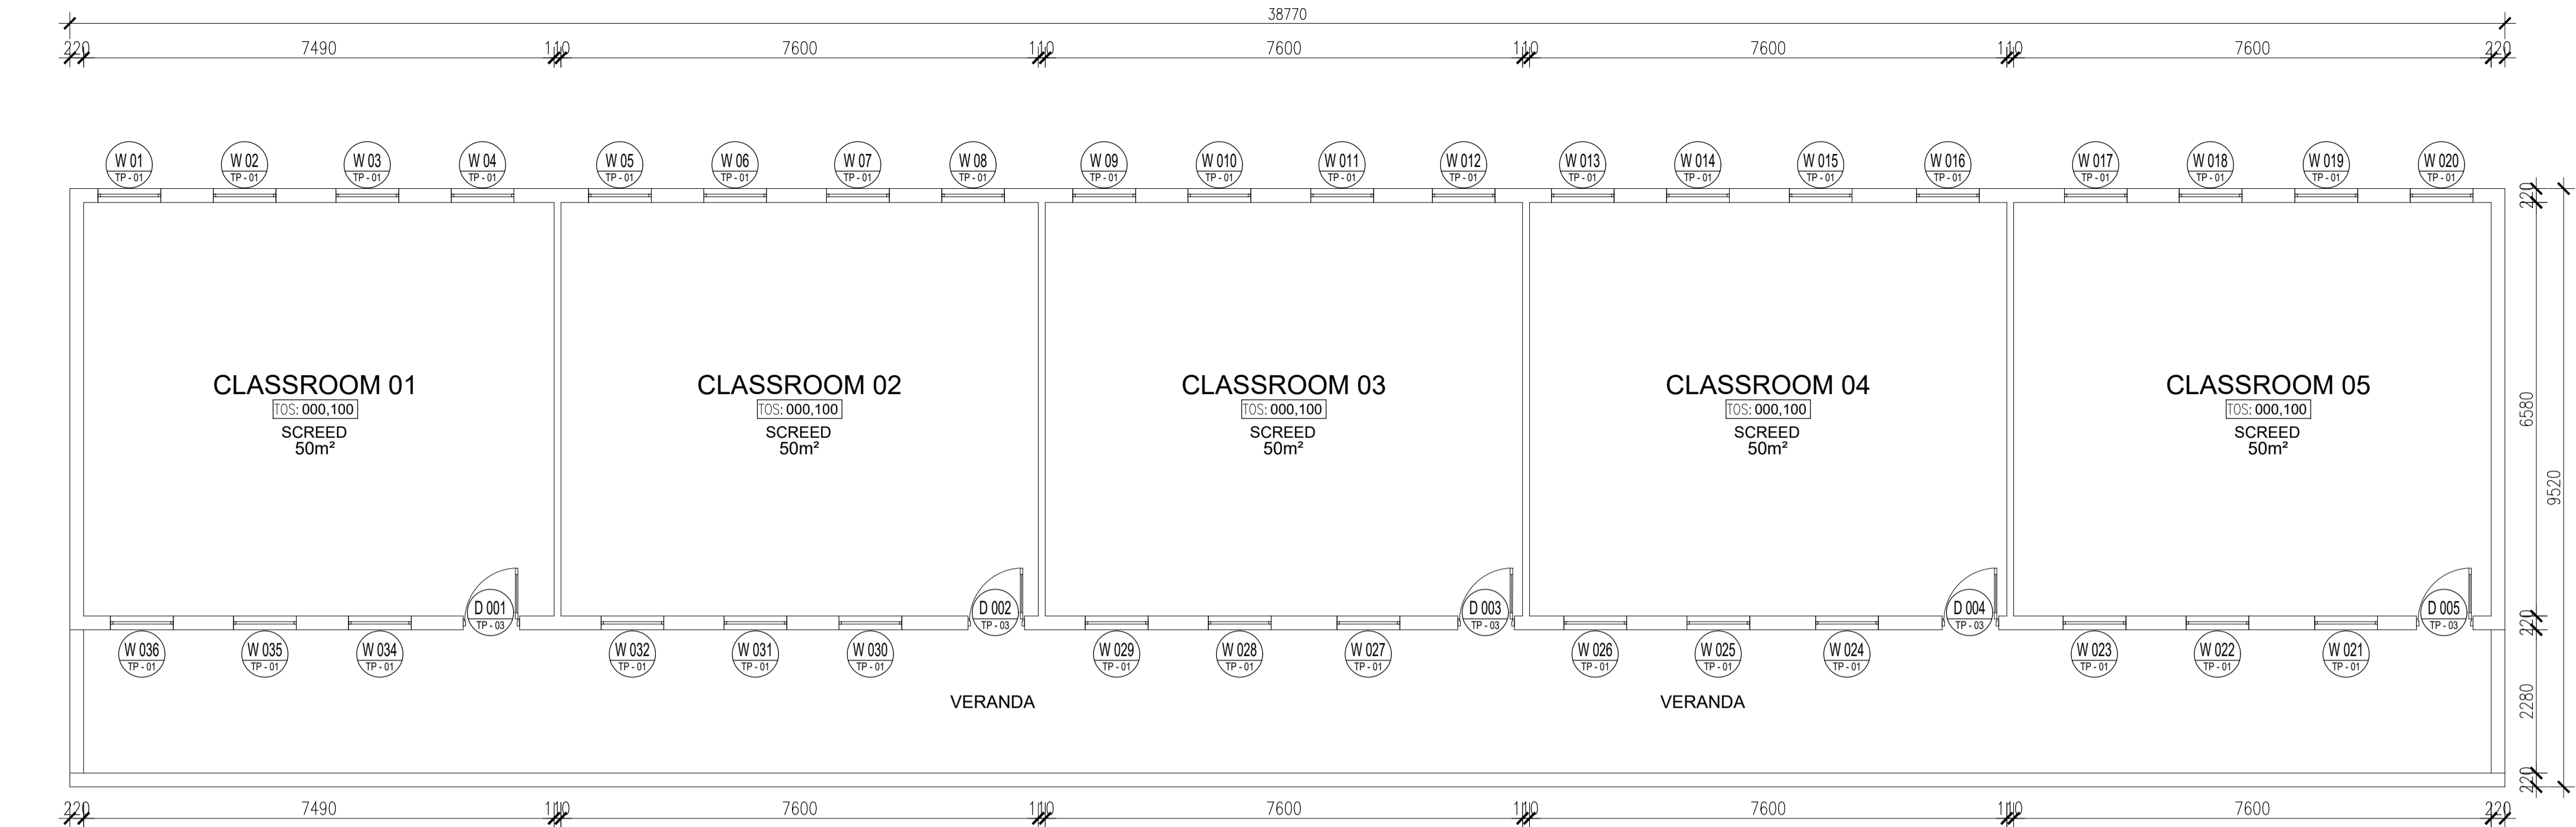 38770
220 7490 110 7600 110 7600 110 7600 110 7600 220
W 01 W 02 W 03 W 04 W 05 W 06 W 07 W 08 W 09 W 010 W 011 W 012 W 013 W 014 W 015 W 016 W 017 W 018 W 019 W 020
TP - 01 TP - 01 TP - 01 TP - 01 TP - 01 TP - 01 TP - 01 TP - 01 TP - 01 TP - 01 TP - 01 TP - 01 TP - 01 TP - 01 TP - 01 TP - 01 TP - 01 TP - 01 TP - 01 TP - 01
220
CLASSROOM 01 CLASSROOM 02 CLASSROOM 03 CLASSROOM 04 CLASSROOM 05
TOS: 000,100 TOS: 000,100 TOS: 000,100 TOS: 000,100 TOS: 000,100
6580
SCREED SCREED SCREED SCREED SCREED
50m² 50m² 50m² 50m² 50m²
9520
D 001 D 002 D 003 D 004 D 005
TP - 03 TP - 03 TP - 03 TP - 03 TP - 03
220
W 036 W 035 W 034 W 032 W 031 W 030 W 029 W 028 W 027 W 026 W 025 W 024 W 023 W 022 W 021
TP - 01 TP - 01 TP - 01 TP - 01 TP - 01 TP - 01 TP - 01 TP - 01 TP - 01 TP - 01 TP - 01 TP - 01 TP - 01 TP - 01 TP - 01
VERANDA VERANDA
2280
220
220 7490 110 7600 110 7600 110 7600 110 7600 220